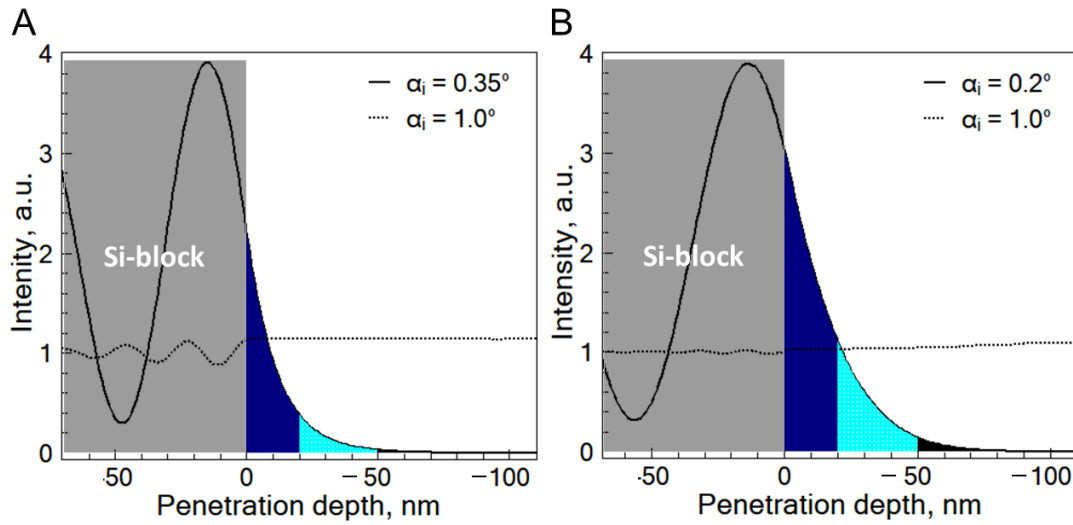 A
B
4
3
2
1
0
Intenity, a.u.
αi = 0.35°
αi = 1.0°
Si-block
-50
0
−50
−100
Penetration depth, nm
4
3
2
1
0
Intensity, a.u.
αi = 0.2°
αi = 1.0°
Si-block
-50
0
−50
−100
Penetration depth, nm